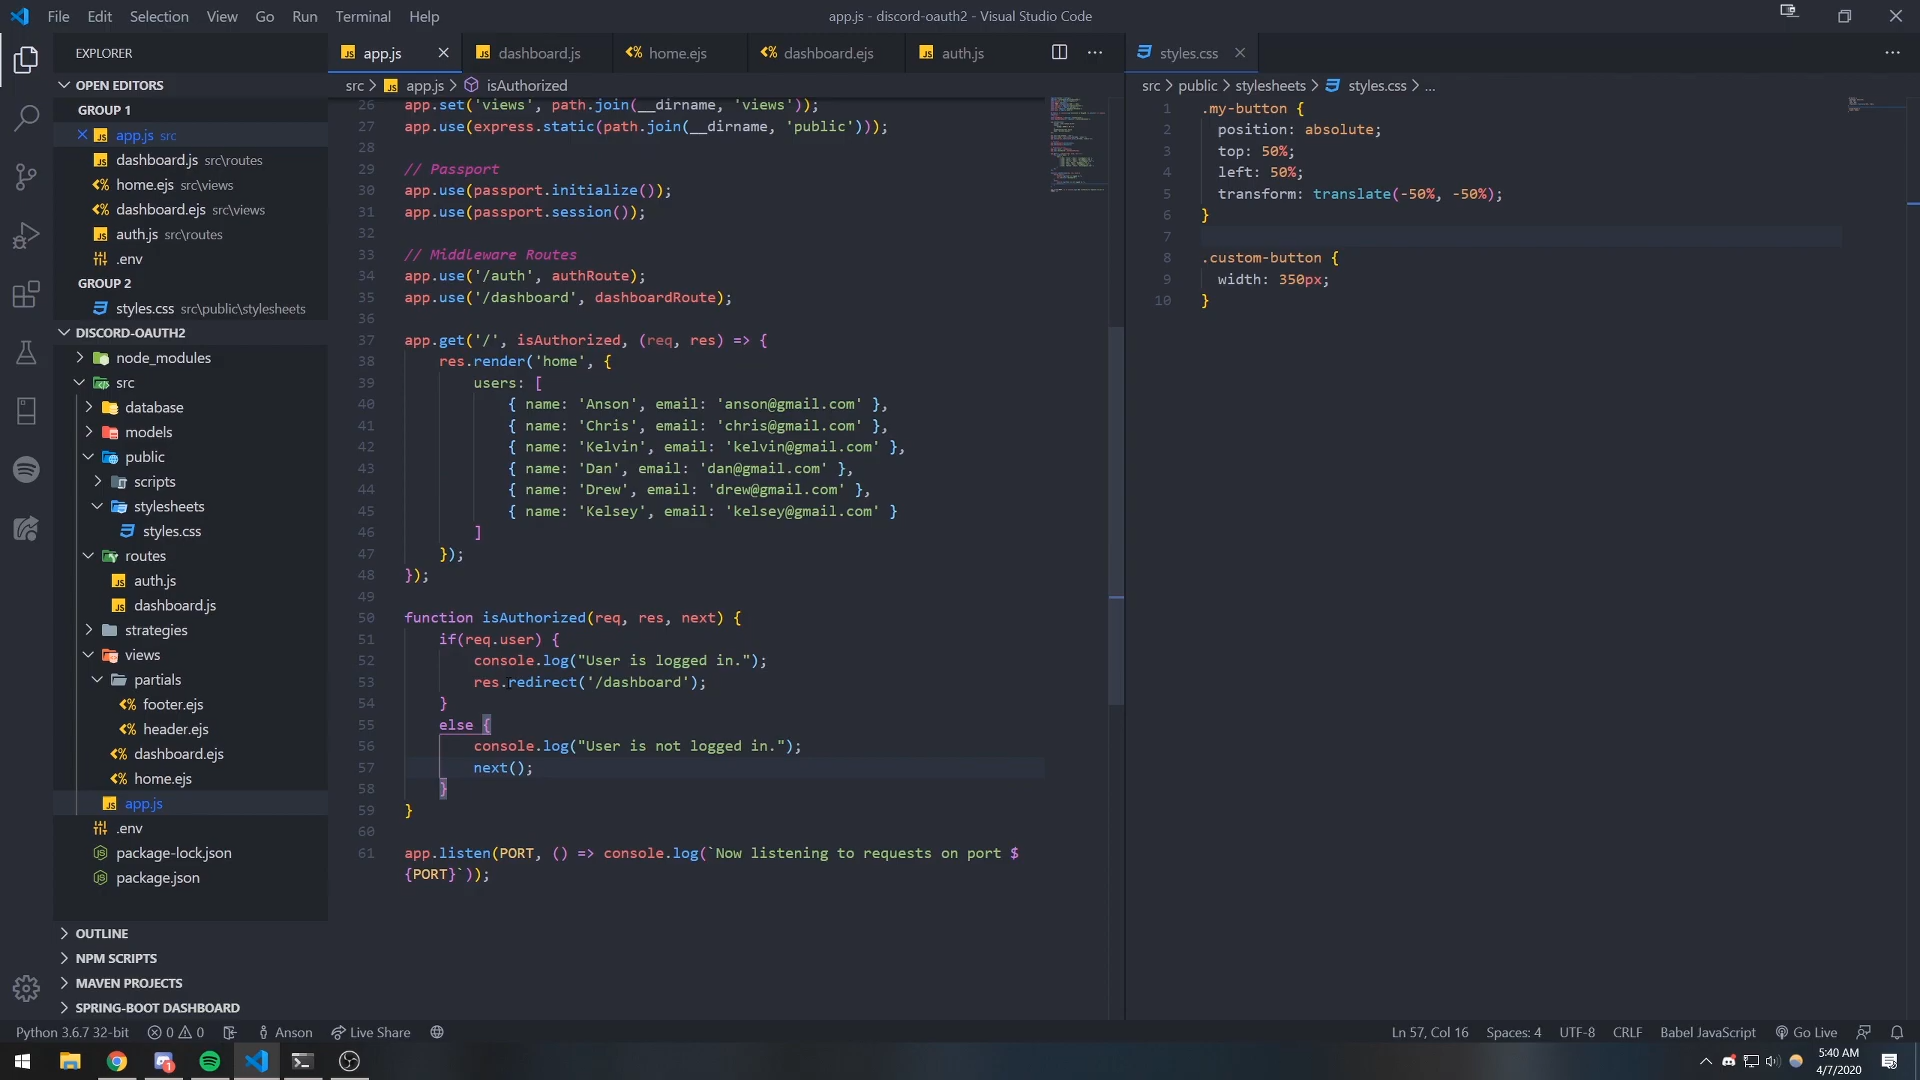 File Edit Selection View Go Run Terminal Help
app.js - discord-oauth2 - Visual Studio Code
EXPLORER
OPEN EDITORS
GROUP 1
app.js src
dashboard.js src\routes
home.ejs src\views
dashboard.ejs src\views
auth.js src\routes
.env
GROUP 2
styles.css src\public\stylesheets
DISCORD-OAUTH2
node_modules
src
database
models
public
scripts
stylesheets
styles.css
routes
auth.js
dashboard.js
strategies
views
partials
footer.ejs
header.ejs
dashboard.ejs
home.ejs
app.js
.env
package-lock.json
package.json
OUTLINE
NPM SCRIPTS
MAVEN PROJECTS
SPRING-BOOT DASHBOARD
app.js dashboard.js home.ejs dashboard.ejs auth.js
src > app.js > isAuthorized
26 app.set('views', path.join(__dirname, 'views'));
27 app.use(express.static(path.join(__dirname, 'public')));
28
29 // Passport
30 app.use(passport.initialize());
31 app.use(passport.session());
32
33 // Middleware Routes
34 app.use('/auth', authRoute);
35 app.use('/dashboard', dashboardRoute);
36
37 app.get('/', isAuthorized, (req, res) => {
38 res.render('home', {
39 users: [
40 { name: 'Anson', email: 'anson@gmail.com' },
41 { name: 'Chris', email: 'chris@gmail.com' },
42 { name: 'Kelvin', email: 'kelvin@gmail.com' },
43 { name: 'Dan', email: 'dan@gmail.com' },
44 { name: 'Drew', email: 'drew@gmail.com' },
45 { name: 'Kelsey', email: 'kelsey@gmail.com' }
46 ]
47 });
48 });
49
50 function isAuthorized(req, res, next) {
51 if(req.user) {
52 console.log("User is logged in.");
53 res.redirect('/dashboard');
54 }
55 else {
56 console.log("User is not logged in.");
57 next();
58 }
59 }
60
61 app.listen(PORT, () => console.log(`Now listening to requests on port $
{PORT}`));
styles.css
src > public > stylesheets > styles.css > ...
1 .my-button {
2 position: absolute;
3 top: 50%;
4 left: 50%;
5 transform: translate(-50%, -50%);
6 }
7
8 .custom-button {
9 width: 350px;
10 }
Python 3.6.7 32-bit 0 0 Anson Live Share
Ln 57, Col 16 Spaces: 4 UTF-8 CRLF Babel JavaScript Go Live
5:40 AM
4/7/2020